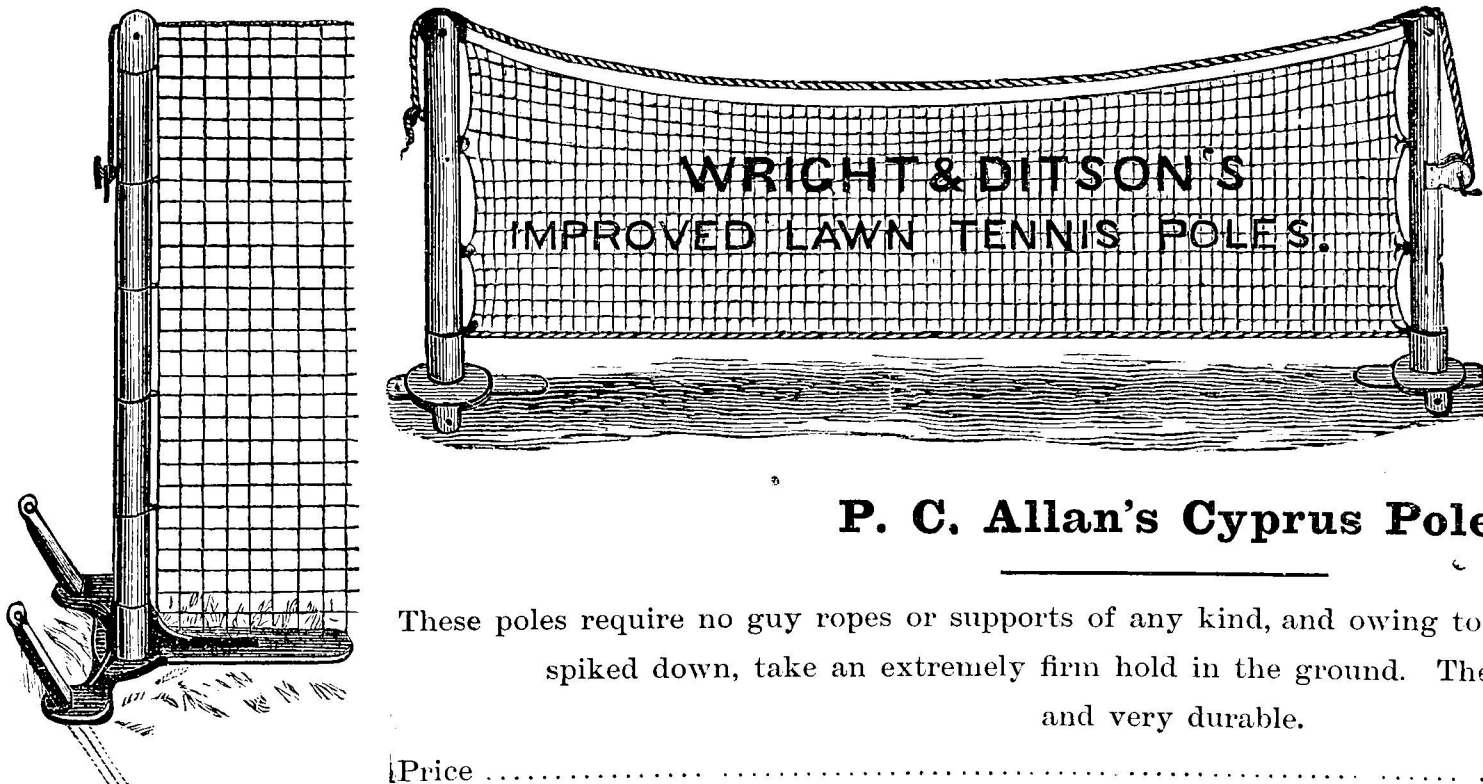 WRIGHT & DITSON'S
IMPROVED LAWN TENNIS POLES.
P. C. Allan's Cyprus Pole
These poles require no guy ropes or supports of any kind, and owing to
spiked down, take an extremely firm hold in the ground. The
and very durable.
Price